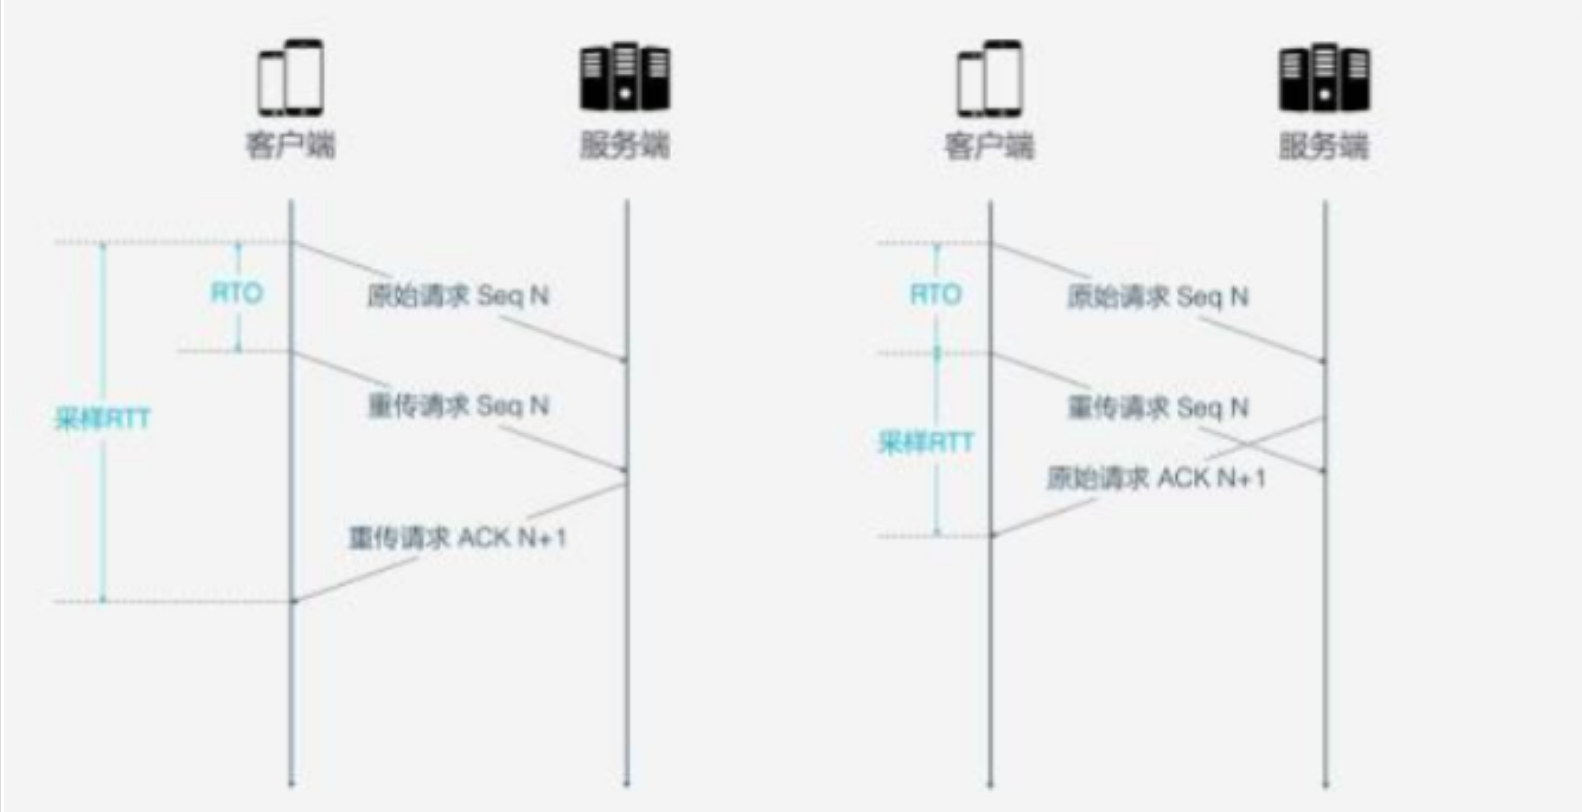 客户端
服务端
RTO
原始请求 Seq N
重传请求 Seq N
采样RTT
重传请求 ACK N+1
客户端
服务端
RTO
原始请求 Seq N
重传请求 Seq N
采样RTT
原始请求 ACK N+1